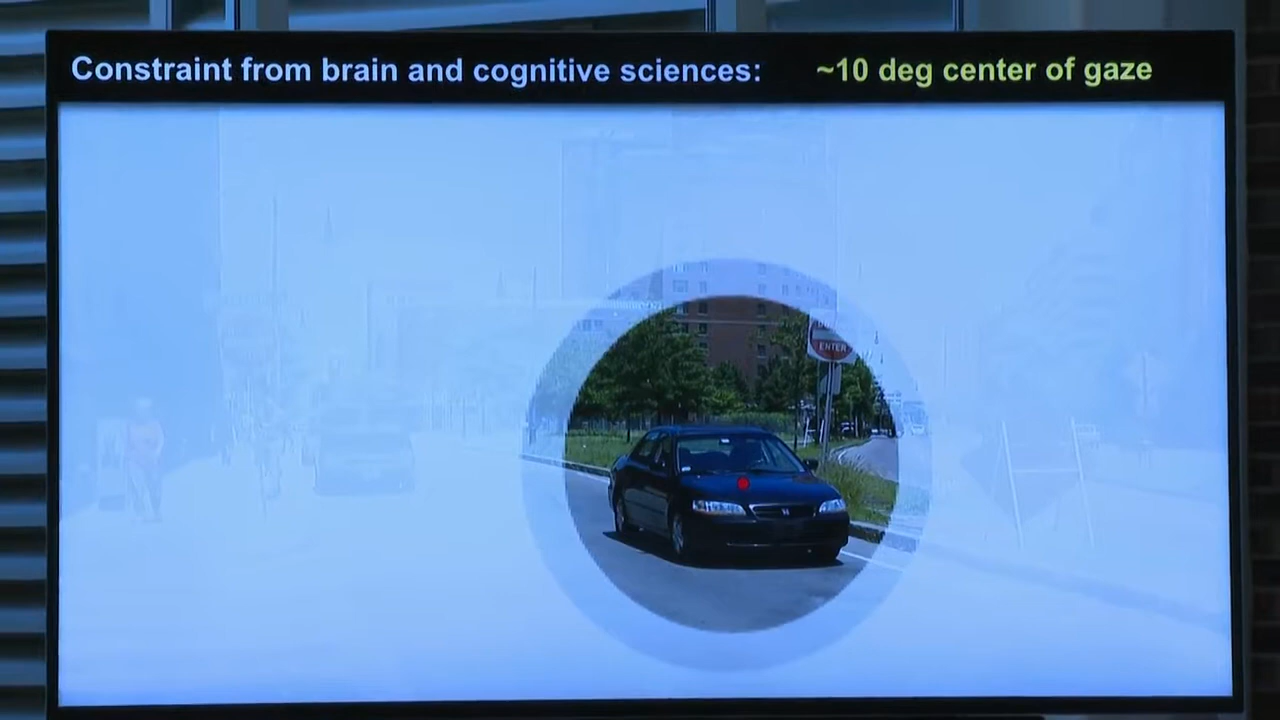 Constraint from brain and cognitive sciences: ~10 deg center of gaze
ENTER